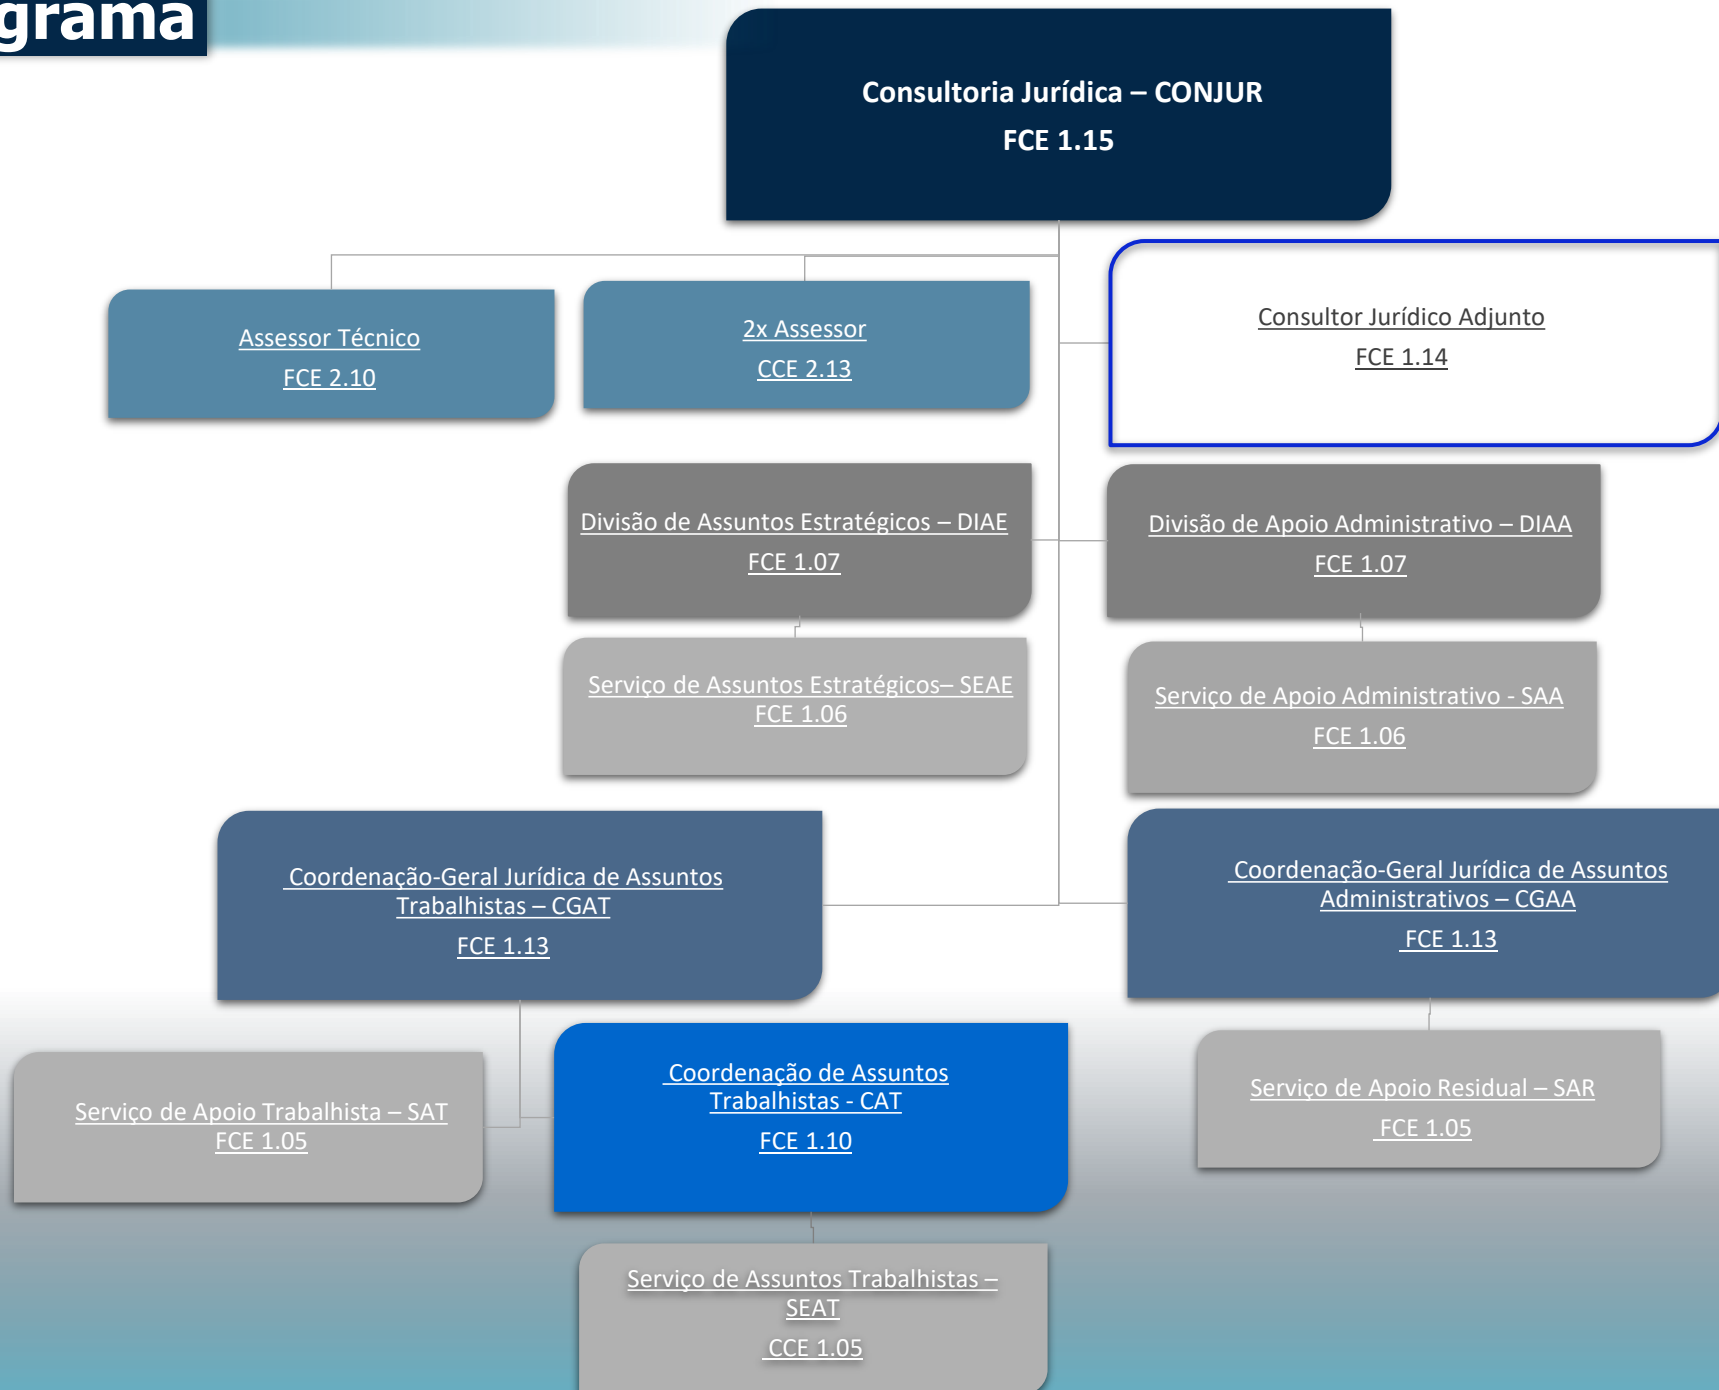 grama
Consultoria Jurídica – CONJUR
FCE 1.15
Assessor Técnico
FCE 2.10
2x Assessor
CCE 2.13
Consultor Jurídico Adjunto
FCE 1.14
Divisão de Assuntos Estratégicos – DIAE
FCE 1.07
Divisão de Apoio Administrativo – DIAA
FCE 1.07
Serviço de Assuntos Estratégicos– SEAE
FCE 1.06
Serviço de Apoio Administrativo - SAA
FCE 1.06
Coordenação-Geral Jurídica de Assuntos
Trabalhistas – CGAT
FCE 1.13
Coordenação-Geral Jurídica de Assuntos
Administrativos – CGAA
FCE 1.13
Serviço de Apoio Trabalhista – SAT
FCE 1.05
Coordenação de Assuntos
Trabalhistas - CAT
FCE 1.10
Serviço de Apoio Residual – SAR
FCE 1.05
Serviço de Assuntos Trabalhistas –
SEAT
CCE 1.05